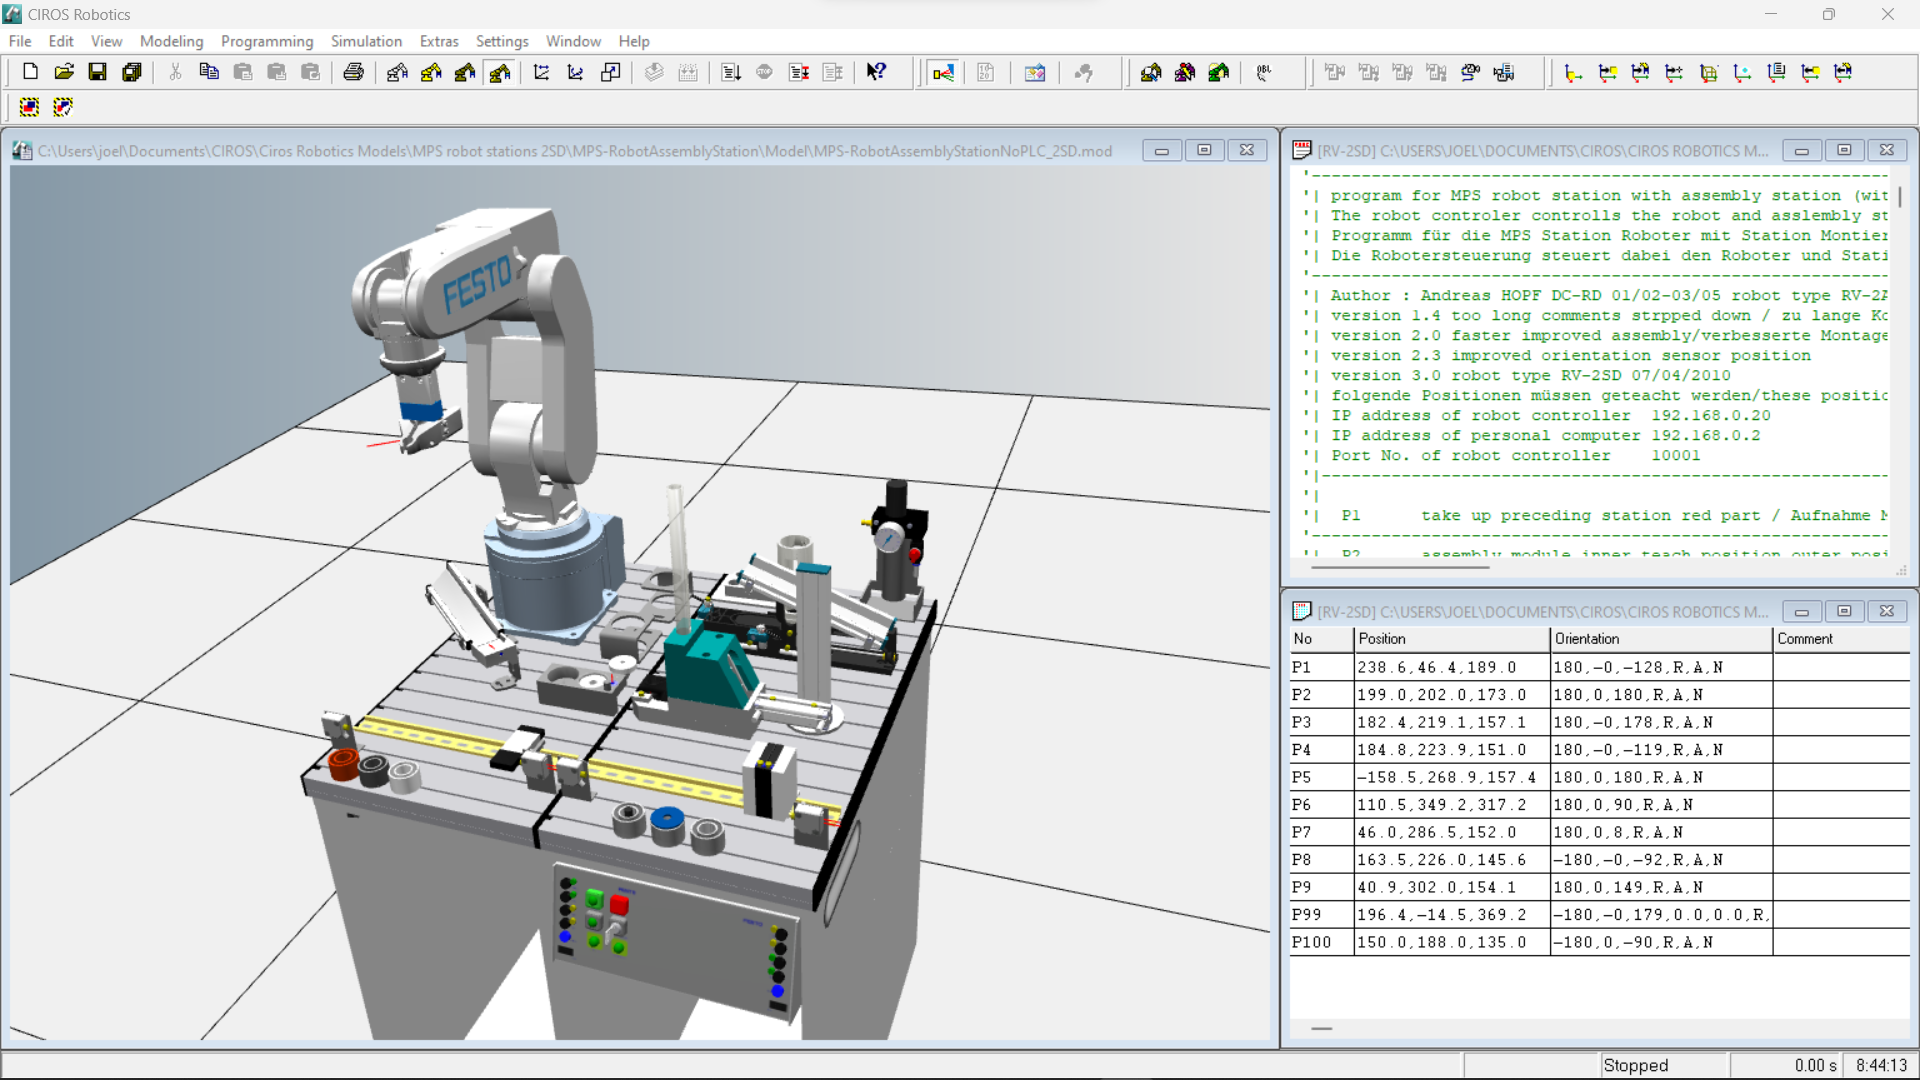 CIROS Robotics
File Edit View Modeling Programming Simulation Extras Settings Window Help
C:\Users\joel\Documents\CIROS\Ciros Robotics Models\MPS robot stations 2SD\MPS-RobotAssemblyStation\Model\MPS-RobotAssemblyStationNoPLC_2SD.mod
FESTO
[RV-2SD] C:\USERS\JOEL\DOCUMENTS\CIROS\CIROS ROBOTICS M...
'| program for MPS robot station with assembly station (wit
'| The robot controler controlls the robot and asslembly st
'| Programm für die MPS Station Roboter mit Station Montier
'| Die Robotersteuerung steuert dabei den Roboter und Stati
'| Author : Andreas HOPF DC-RD 01/02-03/05 robot type RV-2A
'| version 1.4 too long comments strpped down / zu lange Ko
'| version 2.0 faster improved assembly/verbesserte Montage
'| version 2.3 improved orientation sensor position
'| version 3.0 robot type RV-2SD 07/04/2010
'| folgende Positionen müssen geteacht werden/these positic
'| IP address of robot controller 192.168.0.20
'| IP address of personal computer 192.168.0.2
'| Port No. of robot controller 10001
'|
'| P1 take up preceding station red part / Aufnahme M
'| P2 assembly module inner teach position outer posi
[RV-2SD] C:\USERS\JOEL\DOCUMENTS\CIROS\CIROS ROBOTICS M...
No Position Orientation Comment
P1 238.6,46.4,189.0 180,-0,-128,R,A,N
P2 199.0,202.0,173.0 180,0,180,R,A,N
P3 182.4,219.1,157.1 180,-0,178,R,A,N
P4 184.8,223.9,151.0 180,-0,-119,R,A,N
P5 -158.5,268.9,157.4 180,0,180,R,A,N
P6 110.5,349.2,317.2 180,0,90,R,A,N
P7 46.0,286.5,152.0 180,0,8,R,A,N
P8 163.5,226.0,145.6 -180,-0,-92,R,A,N
P9 40.9,302.0,154.1 180,0,149,R,A,N
P99 196.4,-14.5,369.2 -180,-0,179,0.0,0.0,R,
P100 150.0,188.0,135.0 -180,0,-90,R,A,N
Stopped 0.00 s 8:44:13